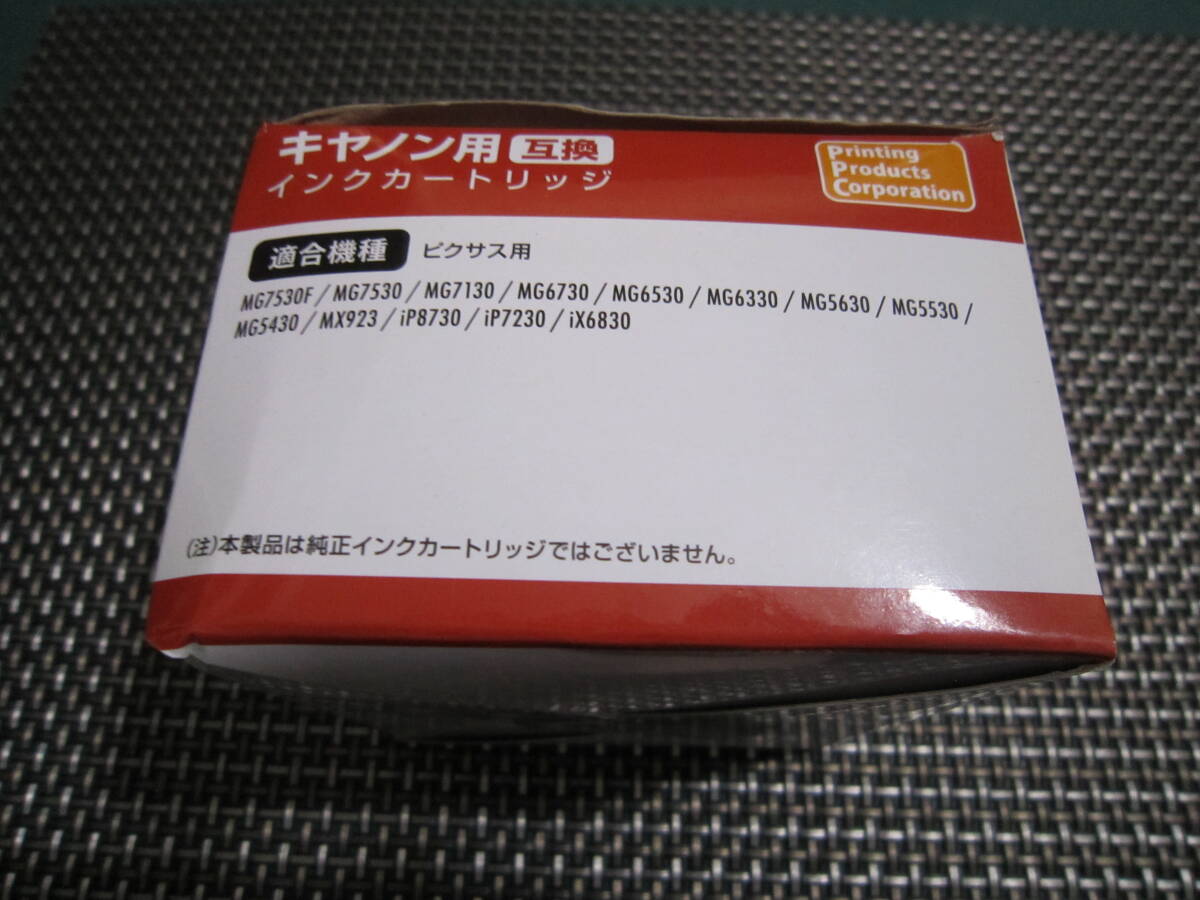 キヤノン用 互換
インクカートリッジ
Printing
Products
Corporation
適合機種 ピクサス用
MG7530F / MG7530 / MG7130 / MG6730 / MG6530 / MG6330 / MG5630 / MG5530 /
MG5430 / MX923 / iP8730 / iP7230 / iX6830
(注)本製品は純正インクカートリッジではございません。